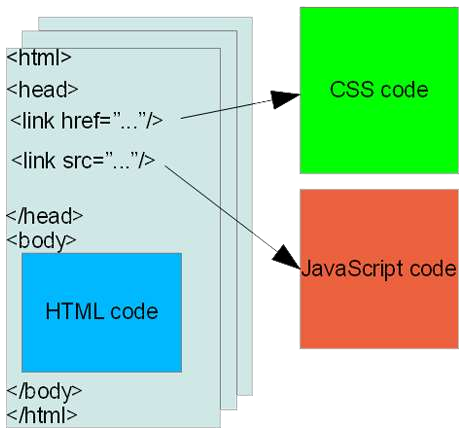 <html>
<head>
<link href="..."/>
<link src="..."/>
</head>
<body>
HTML code
</body>
</html>
CSS code
JavaScript code